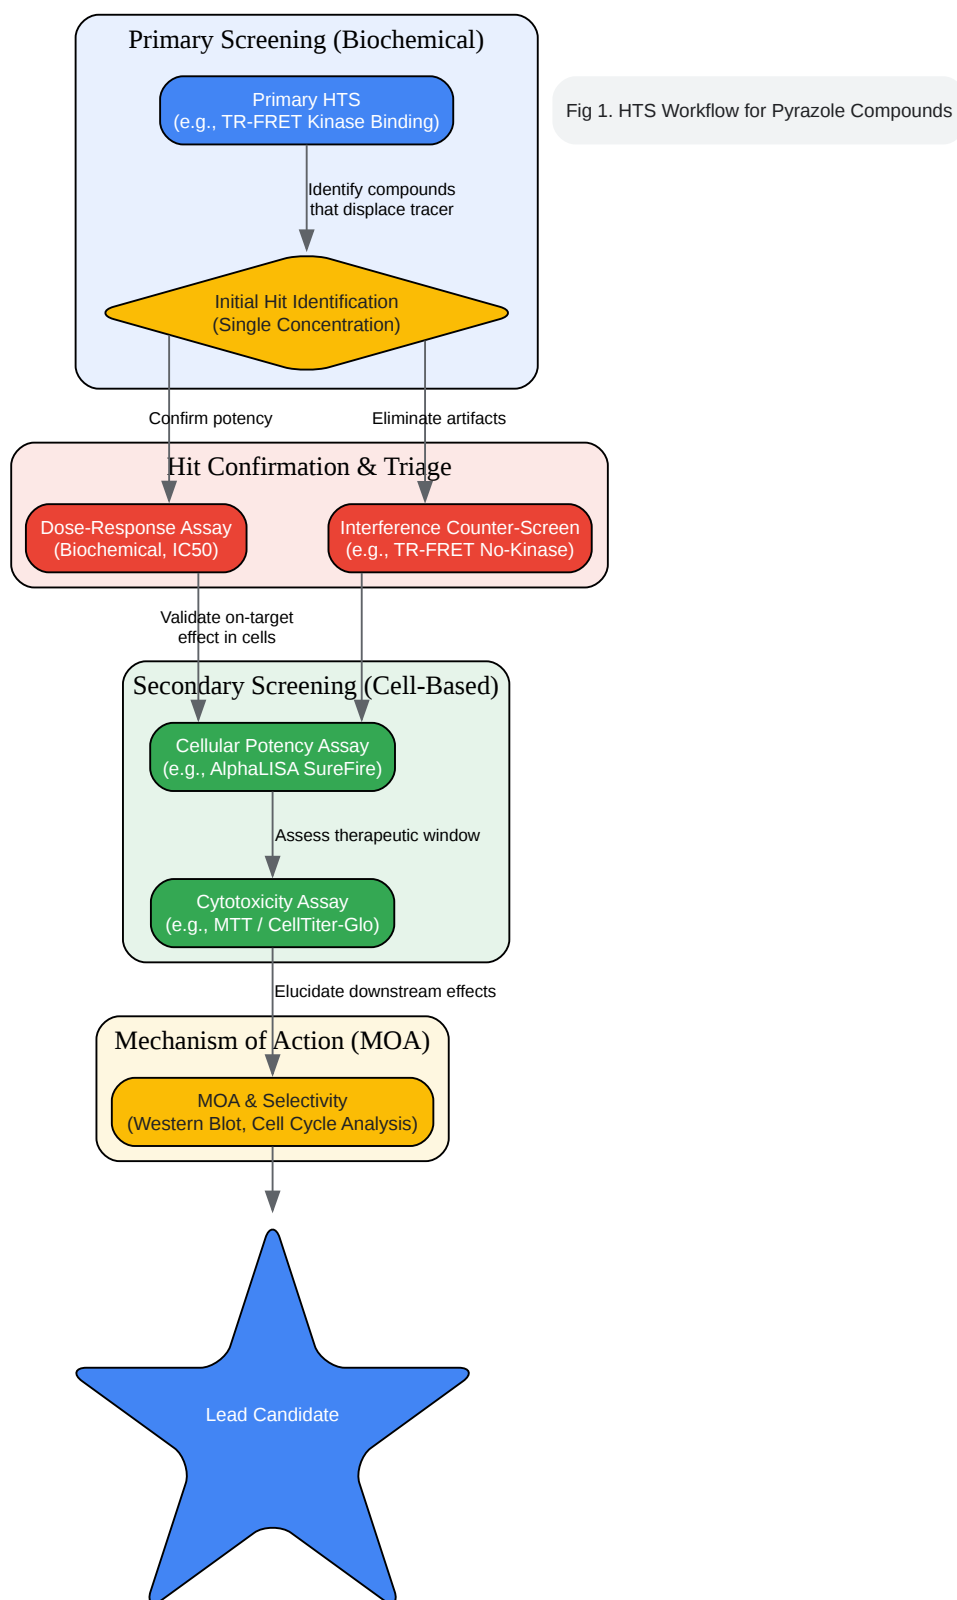 Primary Screening (Biochemical)
Primary HTS
(e.g., TR-FRET Kinase Binding)
Fig 1. HTS Workflow for Pyrazole Compounds
Identify compounds
that displace tracer
Initial Hit Identification
(Single Concentration)
Confirm potency
Eliminate artifacts
Hit Confirmation & Triage
Dose-Response Assay
(Biochemical, IC50)
Interference Counter-Screen
(e.g., TR-FRET No-Kinase)
Validate on-target
effect in cells
Secondary Screening (Cell-Based)
Cellular Potency Assay
(e.g., AlphaLISA SureFire)
Assess therapeutic window
Cytotoxicity Assay
(e.g., MTT / CellTiter-Glo)
Elucidate downstream effects
Mechanism of Action (MOA)
MOA & Selectivity
(Western Blot, Cell Cycle Analysis)
Lead Candidate